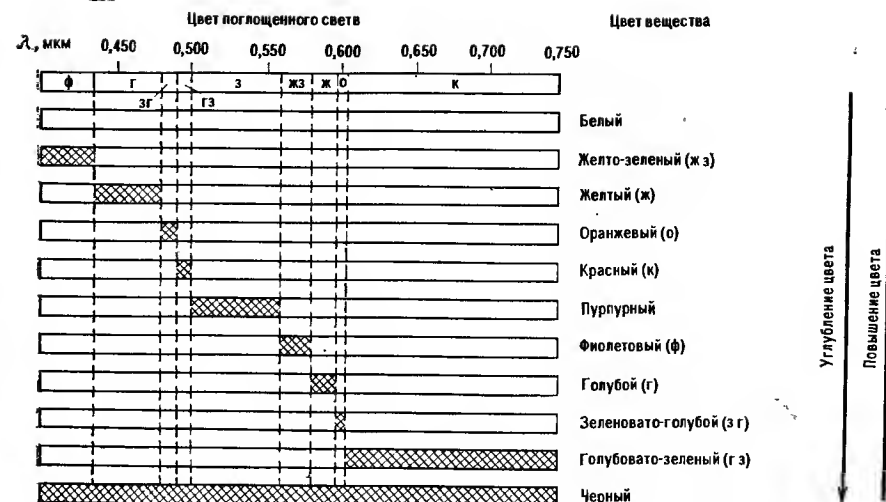 Цвет поглощенного светв Цвет вещества
λ, мкм 0,450 0,500 0,550 0,600 0,650 0,700 0,750
ф г з жз ж о к
зг гз
Белый
Желто-зеленый (ж з)
Желтый (ж)
Оранжевый (о)
Красный (к)
Пурпурный
Фиолетовый (ф)
Голубой (г)
Зеленовато-голубой (з г)
Голубовато-зеленый (г з)
Черный
Углубление цвета
Повышение цвета